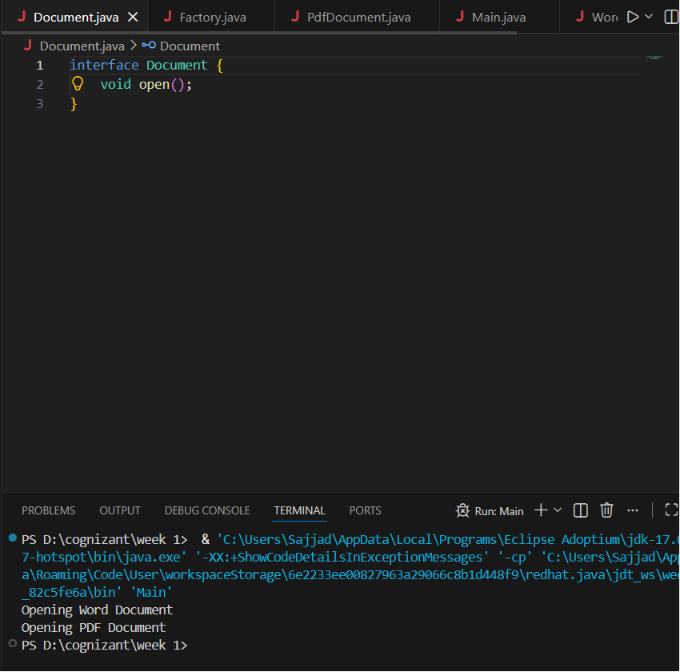 J Document.java X J Factory.java J PdfDocument.java J Main.java J Wor
J Document.java > Document
1 interface Document {
2 void open();
3 }
PROBLEMS OUTPUT DEBUG CONSOLE TERMINAL PORTS Run: Main
PS D:\cognizant\week 1> & 'C:\Users\Sajjad\AppData\Local\Programs\Eclipse Adoptium\jdk-17.
7-hotspot\bin\java.exe' '-XX:+ShowCodeDetailsInExceptionMessages' '-cp' 'C:\Users\Sajjad\Ap
a\Roaming\Code\User\workspaceStorage\6e2233ee00827963a29066c8b1d448f9\redhat.java\jdt_ws\we
_82c5fe6a\bin' 'Main'
Opening Word Document
Opening PDF Document
PS D:\cognizant\week 1>